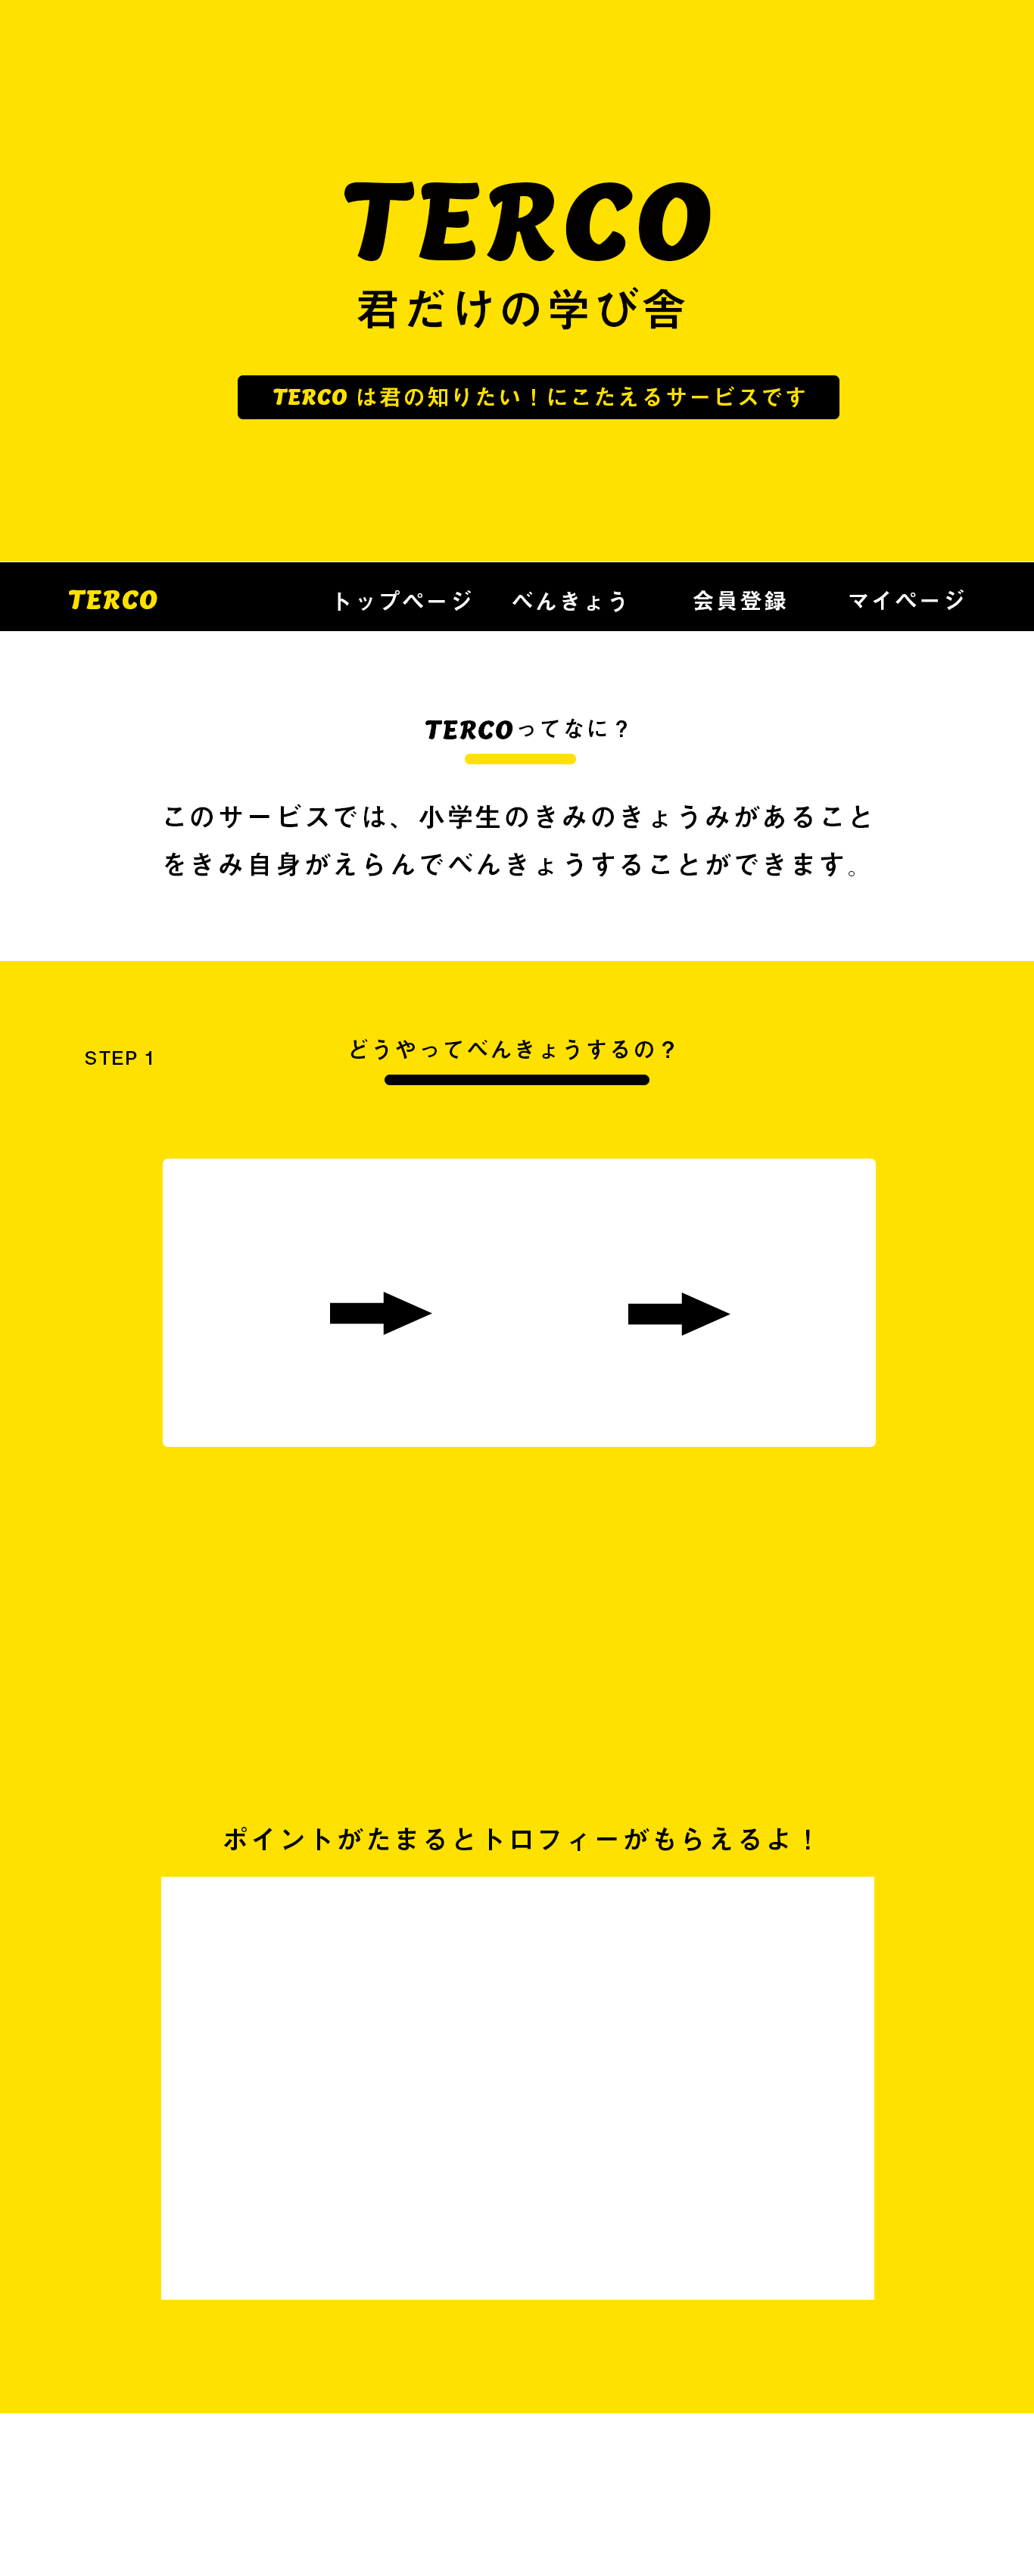 TERCO
君だけの学び舎
TERCO は君の知りたい！にこたえるサービスです
TERCO トップページ べんきょう 会員登録 マイページ
TERCOってなに？
このサービスでは、小学生のきみのきょうみがあること
をきみ自身がえらんでべんきょうすることができます。
STEP 1
どうやってべんきょうするの？
ポイントがたまるとトロフィーがもらえるよ！